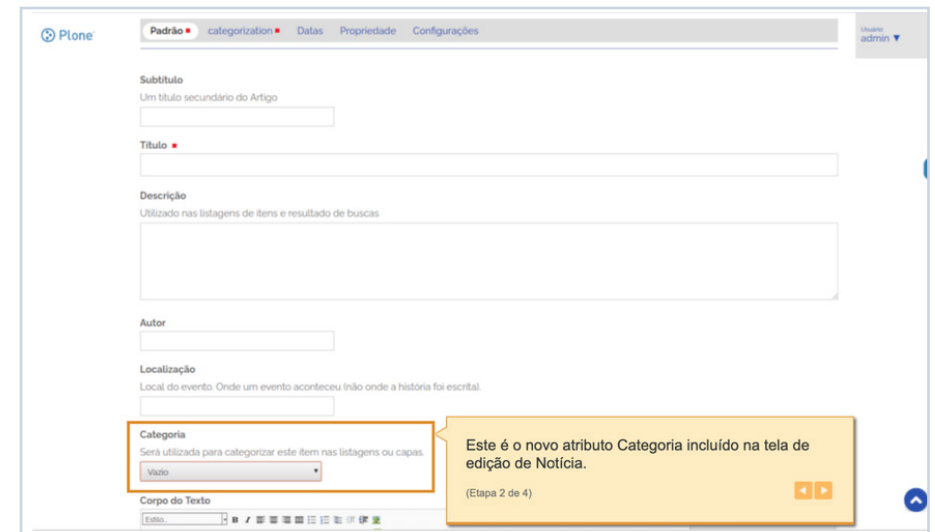 Plone
Padrão categorization Datas Propriedade Configurações
Usuário
admin ▼
Subtítulo
Um título secundário do Artigo
Título
Descrição
Utilizado nas listagens de itens e resultado de buscas
Autor
Localização
Local do evento. Onde um evento aconteceu (não onde a história foi escrita).
Categoria
Será utilizada para categorizar este item nas listagens ou capas.
Vazio
Este é o novo atributo Categoria incluído na tela de
edição de Notícia.
(Etapa 2 de 4)
Corpo do Texto
Estilo...
B I